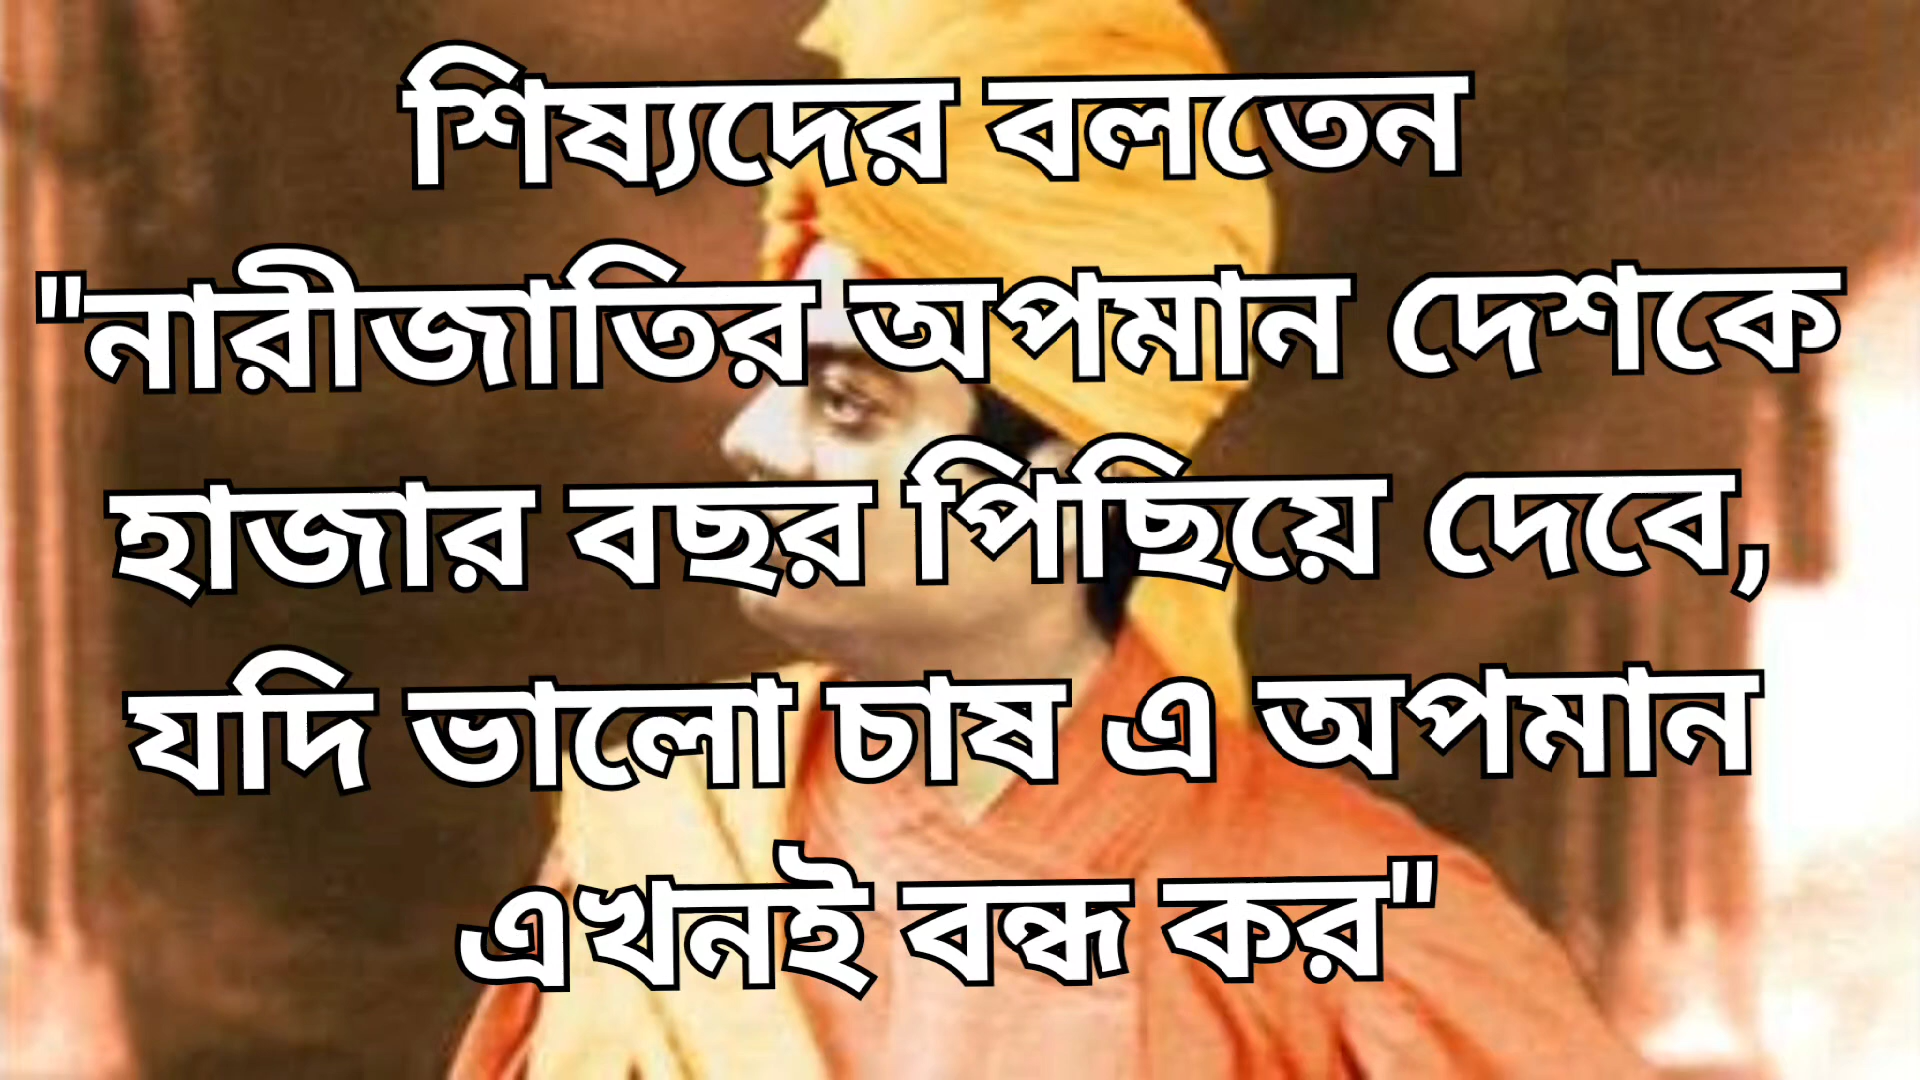 শিষ্যদের বলতেন
"নারীজাতির অপমান দেশকে
হাজার বছর পিছিয়ে দেবে,
যদি ভালো চাষ এ অপমান
এখনই বন্ধ কর"